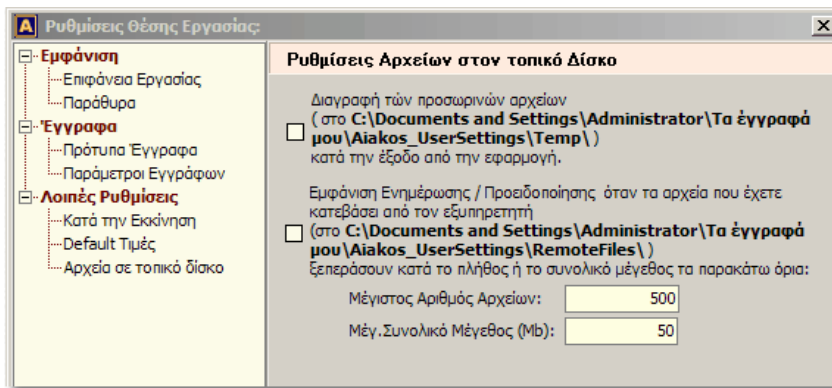 A Ρυθμίσεις Θέσης Εργασίας:
Εμφάνιση
Επιφάνεια Εργασίας
Παράθυρα
Έγγραφα
Πρότυπα Έγγραφα
Παράμετροι Εγγράφων
Λοιπές Ρυθμίσεις
Κατά την Εκκίνηση
Default Τιμές
Αρχεία σε τοπικό δίσκο
Ρυθμίσεις Αρχείων στον τοπικό Δίσκο
Διαγραφή τών προσωρινών αρχείων
( στο C:\Documents and Settings\Administrator\Τα έγγραφά
μου\Aiakos_UserSettings\Temp\ )
κατά την έξοδο από την εφαρμογή.
Εμφάνιση Ενημέρωσης / Προειδοποίησης όταν τα αρχεία που έχετε
κατεβάσει από τον εξυπηρετητή
(στο C:\Documents and Settings\Administrator\Τα έγγραφά
μου\Aiakos_UserSettings\RemoteFiles\ )
ξεπεράσουν κατά το πλήθος ή το συνολικό μέγεθος τα παρακάτω όρια:
Μέγιστος Αριθμός Αρχείων: 500
Μέγ.Συνολικό Μέγεθος (Mb): 50